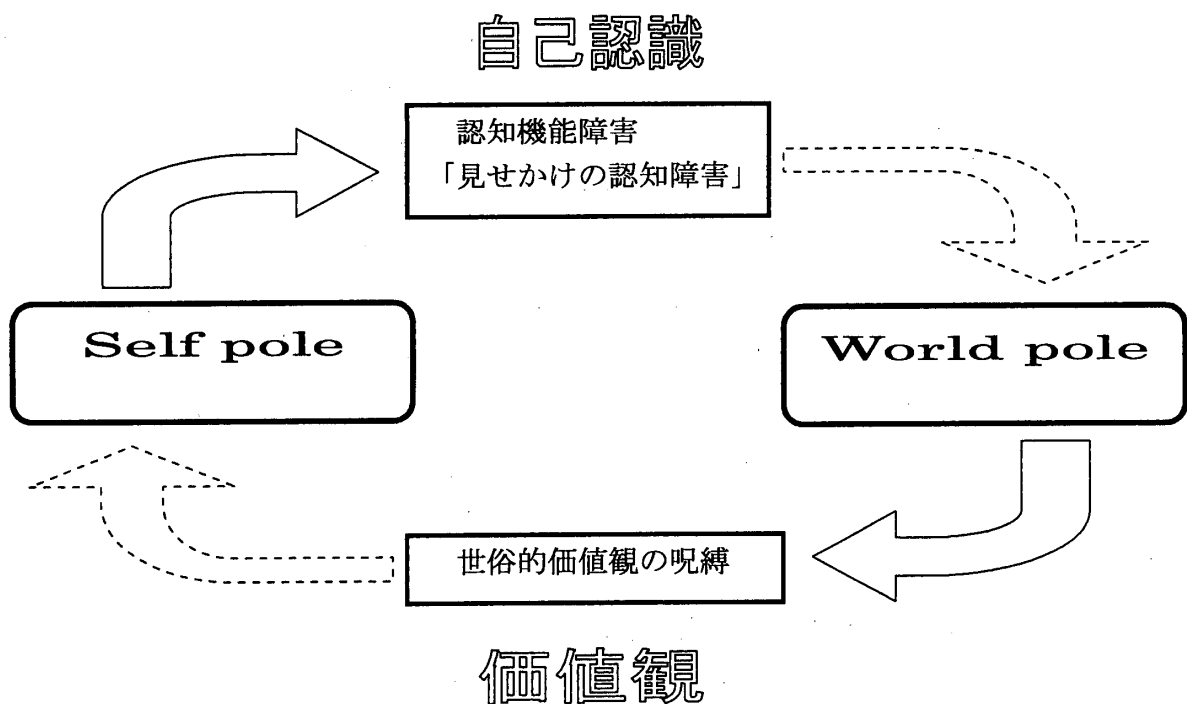 自己認識
認知機能障害
「見せかけの認知障害」
Self pole
World pole
世俗的価値観の呪縛
価値観